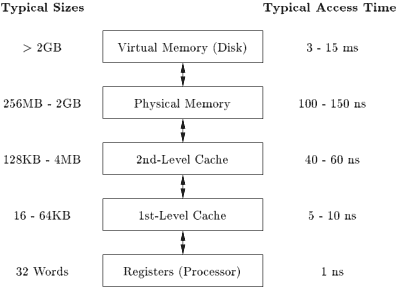 Typical Sizes Typical Access Time
> 2GB Virtual Memory (Disk) 3 - 15 ms
256MB - 2GB Physical Memory 100 - 150 ns
128KB - 4MB 2nd-Level Cache 40 - 60 ns
16 - 64KB 1st-Level Cache 5 - 10 ns
32 Words Registers (Processor) 1 ns